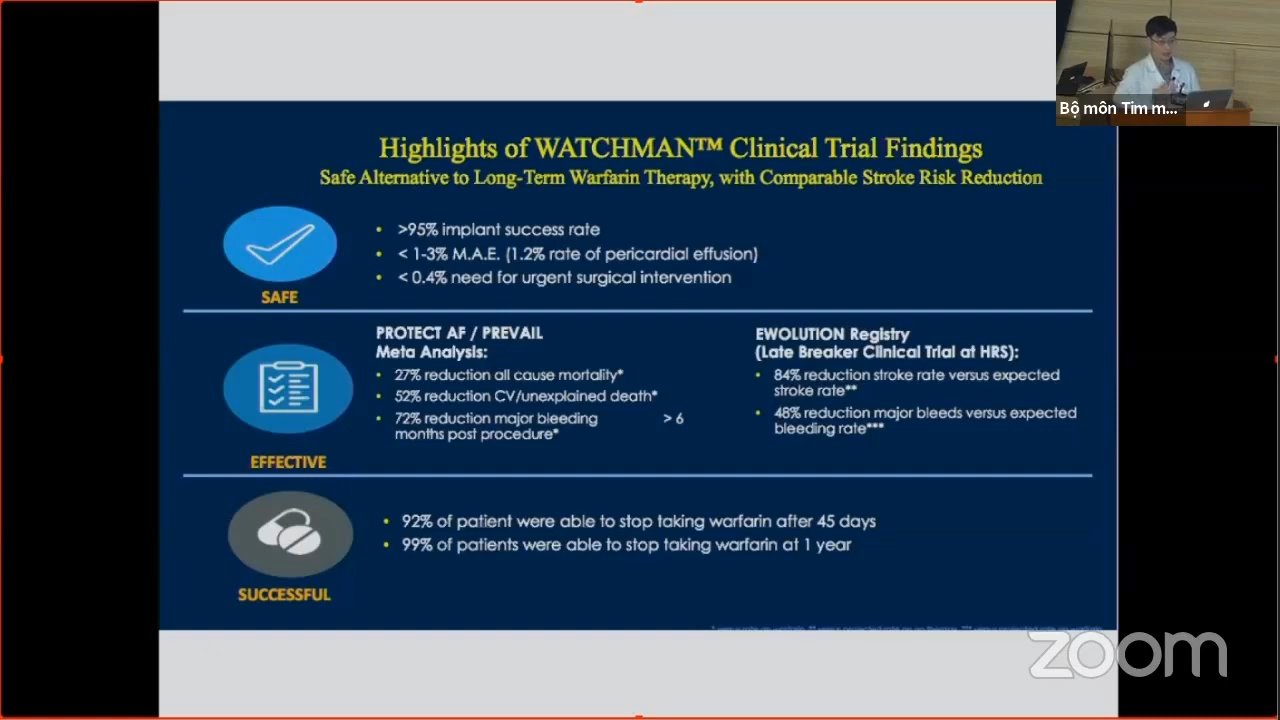 Bộ môn Tim m...
Highlights of WATCHMAN™ Clinical Trial Findings
Safe Alternative to Long-Term Warfarin Therapy, with Comparable Stroke Risk Reduction
• >95% implant success rate
• < 1-3% M.A.E. (1.2% rate of pericardial effusion)
• < 0.4% need for urgent surgical intervention
SAFE
PROTECT AF / PREVAIL
Meta Analysis:
• 27% reduction all cause mortality*
• 52% reduction CV/unexplained death*
• 72% reduction major bleeding > 6
months post procedure*
EWOLUTION Registry
(Late Breaker Clinical Trial at HRS):
• 84% reduction stroke rate versus expected
stroke rate**
• 48% reduction major bleeds versus expected
bleeding rate***
EFFECTIVE
• 92% of patient were able to stop taking warfarin after 45 days
• 99% of patients were able to stop taking warfarin at 1 year
SUCCESSFUL
zoom